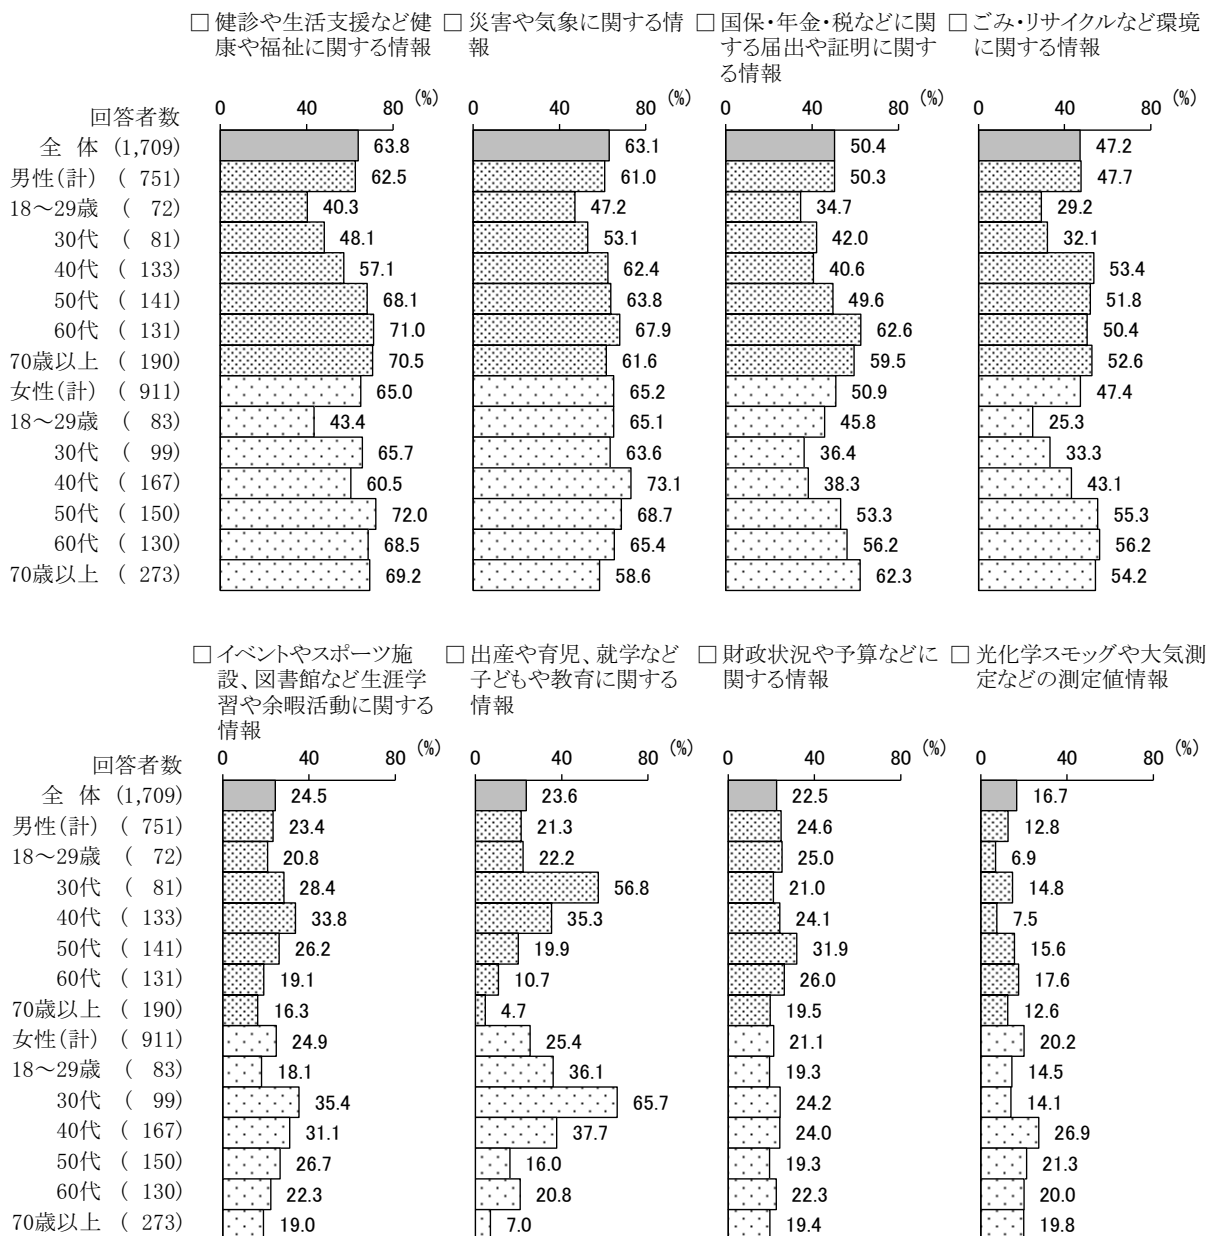 □ 健診や生活支援など健
康や福祉に関する情報
□ 災害や気象に関する情
報
□ 国保・年金・税などに関
する届出や証明に関す
る情報
□ ごみ・リサイクルなど環境
に関する情報
回答者数
0 40 80 (%) 0 40 80 (%) 0 40 80 (%) 0 40 80 (%)
全 体 (1,709) 63.8 63.1 50.4 47.2
男性(計) ( 751) 62.5 61.0 50.3 47.7
18～29歳 ( 72) 40.3 47.2 34.7 29.2
30代 ( 81) 48.1 53.1 42.0 32.1
40代 ( 133) 57.1 62.4 40.6 53.4
50代 ( 141) 68.1 63.8 49.6 51.8
60代 ( 131) 71.0 67.9 62.6 50.4
70歳以上 ( 190) 70.5 61.6 59.5 52.6
女性(計) ( 911) 65.0 65.2 50.9 47.4
18～29歳 ( 83) 43.4 65.1 45.8 25.3
30代 ( 99) 65.7 63.6 36.4 33.3
40代 ( 167) 60.5 73.1 38.3 43.1
50代 ( 150) 72.0 68.7 53.3 55.3
60代 ( 130) 68.5 65.4 56.2 56.2
70歳以上 ( 273) 69.2 58.6 62.3 54.2
□ イベントやスポーツ施
設、図書館など生涯学
習や余暇活動に関する
情報
□ 出産や育児、就学など
子どもや教育に関する
情報
□ 財政状況や予算などに
関する情報
□ 光化学スモッグや大気測
定などの測定値情報
回答者数
0 40 80 (%) 0 40 80 (%) 0 40 80 (%) 0 40 80 (%)
全 体 (1,709) 24.5 23.6 22.5 16.7
男性(計) ( 751) 23.4 21.3 24.6 12.8
18～29歳 ( 72) 20.8 22.2 25.0 6.9
30代 ( 81) 28.4 56.8 21.0 14.8
40代 ( 133) 33.8 35.3 24.1 7.5
50代 ( 141) 26.2 19.9 31.9 15.6
60代 ( 131) 19.1 10.7 26.0 17.6
70歳以上 ( 190) 16.3 4.7 19.5 12.6
女性(計) ( 911) 24.9 25.4 21.1 20.2
18～29歳 ( 83) 18.1 36.1 19.3 14.5
30代 ( 99) 35.4 65.7 24.2 14.1
40代 ( 167) 31.1 37.7 24.0 26.9
50代 ( 150) 26.7 16.0 19.3 21.3
60代 ( 130) 22.3 20.8 22.3 20.0
70歳以上 ( 273) 19.0 7.0 19.4 19.8